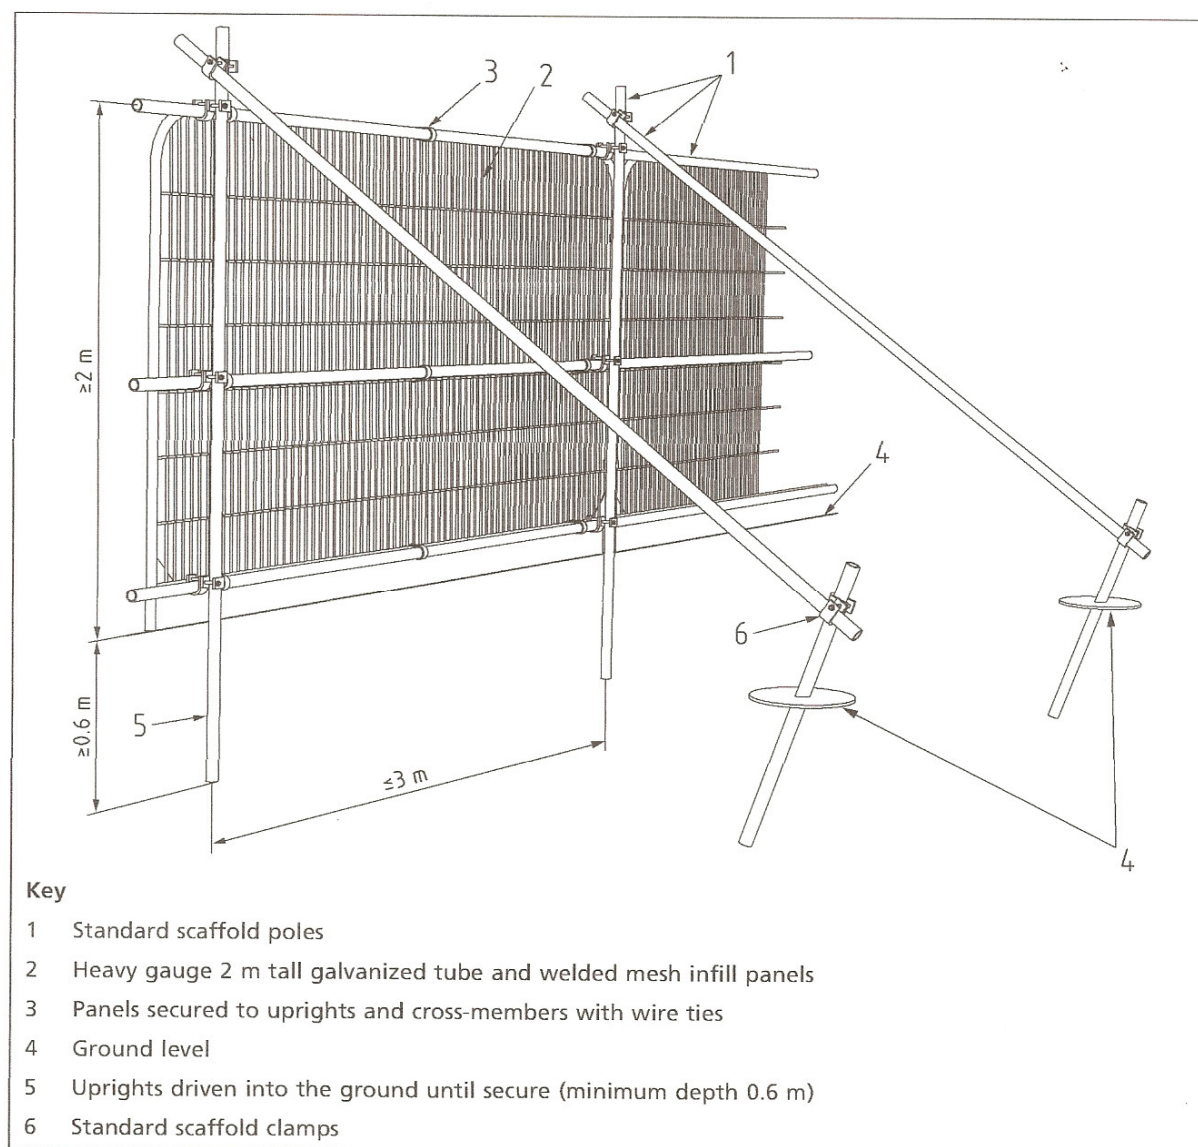 1
3
2
≥2 m
4
6
5
≥0.6 m
≤3 m
4
Key
1 Standard scaffold poles
2 Heavy gauge 2 m tall galvanized tube and welded mesh infill panels
3 Panels secured to uprights and cross-members with wire ties
4 Ground level
5 Uprights driven into the ground until secure (minimum depth 0.6 m)
6 Standard scaffold clamps